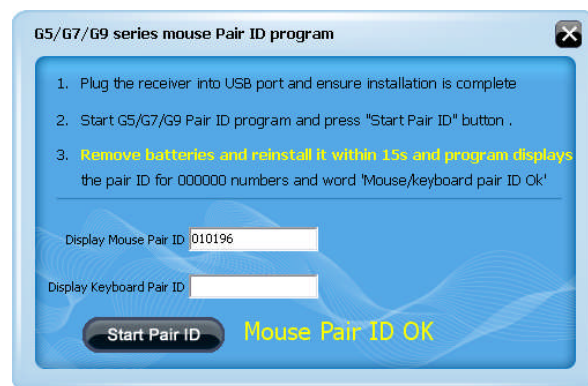 G5/G7/G9 series mouse Pair ID program
1. Plug the receiver into USB port and ensure installation is complete
2. Start G5/G7/G9 Pair ID program and press "Start Pair ID" button .
3. Remove batteries and reinstall it within 15s and program displays
the pair ID for 000000 numbers and word 'Mouse/keyboard pair ID Ok'
Display Mouse Pair ID 010196
Display Keyboard Pair ID
Start Pair ID Mouse Pair ID OK